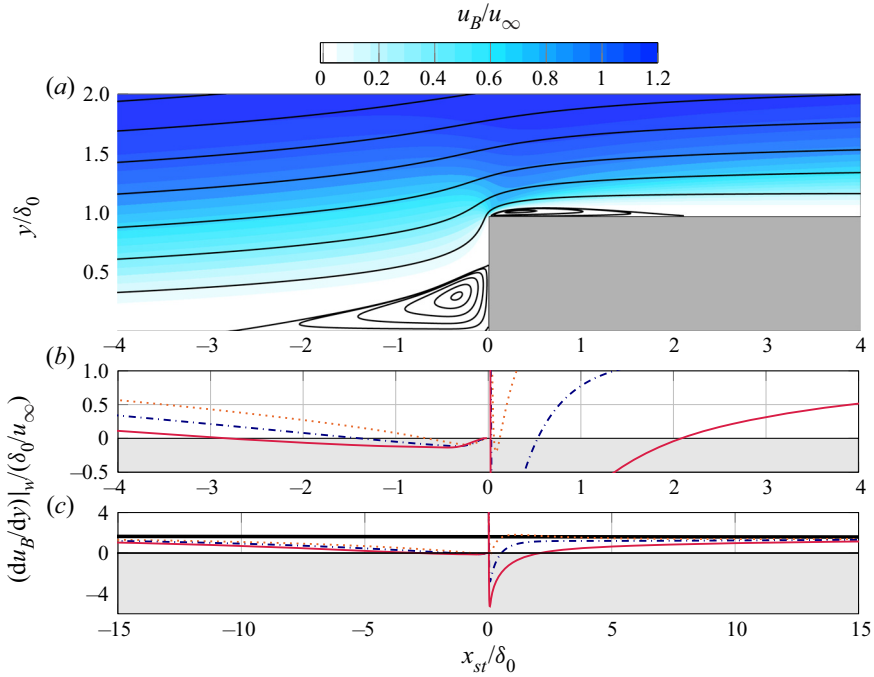 u_B/u_∞
0 0.2 0.4 0.6 0.8 1 1.2
(a)
2.0
1.5
1.0
0.5
y/δ_0
−4 −3 −2 −1 0 1 2 3 4
(b)
1.0
0.5
0
−0.5
−4 −3 −2 −1 0 1 2 3 4
(du_B/dy)|_w/(δ_0/u_∞)
(c)
4
0
−4
−15 −10 −5 0 5 10 15
x_{st}/δ_0